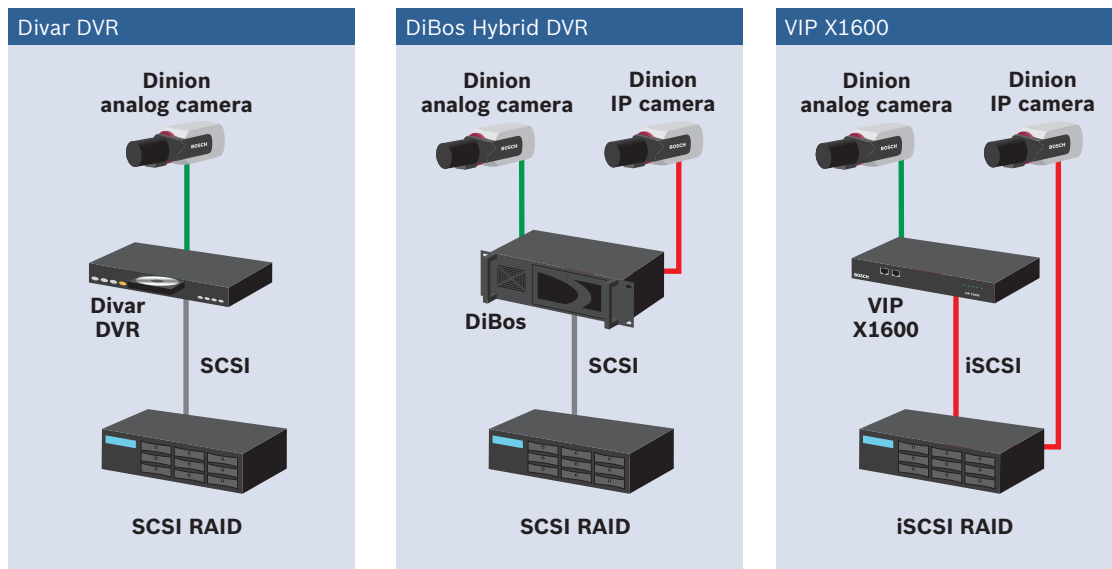 Divar DVR
Dinion
analog camera
BOSCH
Divar
DVR
SCSI
SCSI RAID
DiBos Hybrid DVR
Dinion
analog camera
Dinion
IP camera
BOSCH
BOSCH
DiBos
SCSI
SCSI RAID
VIP X1600
Dinion
analog camera
Dinion
IP camera
BOSCH
BOSCH
BOSCH
VIP X1600
VIP
X1600
iSCSI
iSCSI RAID